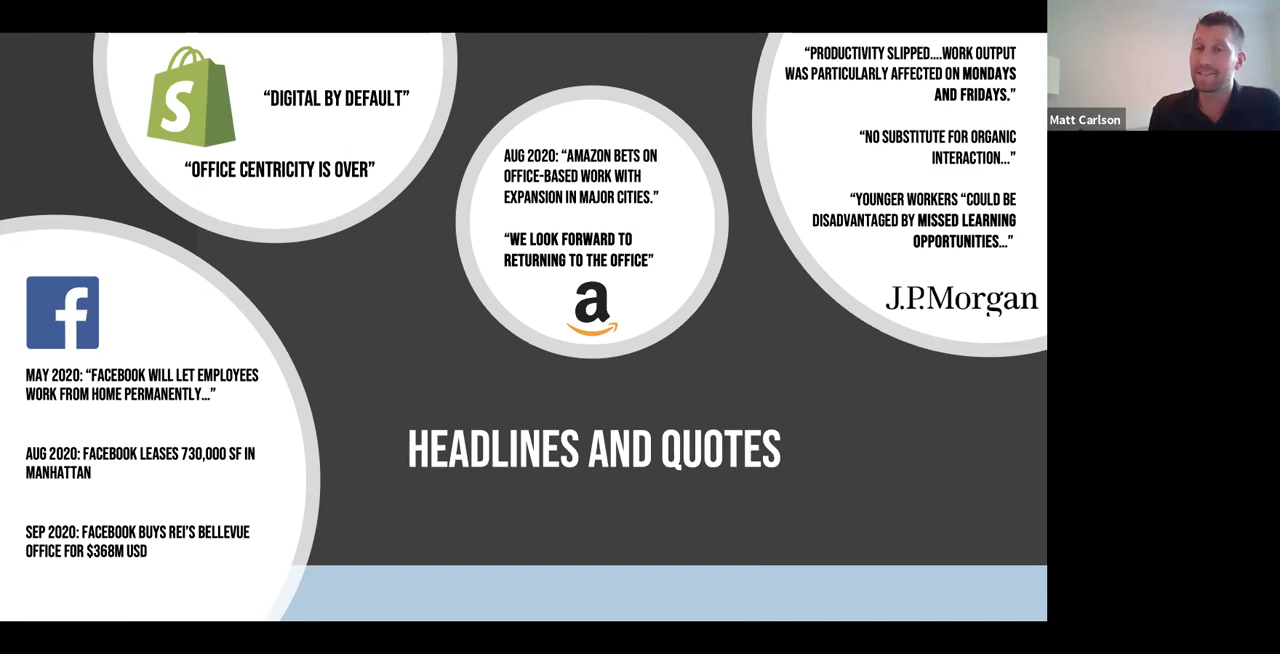 “DIGITAL BY DEFAULT”
“OFFICE CENTRICITY IS OVER”
AUG 2020: “AMAZON BETS ON
OFFICE-BASED WORK WITH
EXPANSION IN MAJOR CITIES.”
“WE LOOK FORWARD TO
RETURNING TO THE OFFICE”
a
“PRODUCTIVITY SLIPPED....WORK OUTPUT
WAS PARTICULARLY AFFECTED ON MONDAYS
AND FRIDAYS.”
“NO SUBSTITUTE FOR ORGANIC
INTERACTION...”
“YOUNGER WORKERS “COULD BE
DISADVANTAGED BY MISSED LEARNING
OPPORTUNITIES...”
J.P.Morgan
Matt Carlson
S
f
MAY 2020: “FACEBOOK WILL LET EMPLOYEES
WORK FROM HOME PERMANENTLY...”
AUG 2020: FACEBOOK LEASES 730,000 SF IN
MANHATTAN
SEP 2020: FACEBOOK BUYS REI’S BELLEVUE
OFFICE FOR $368M USD
HEADLINES AND QUOTES